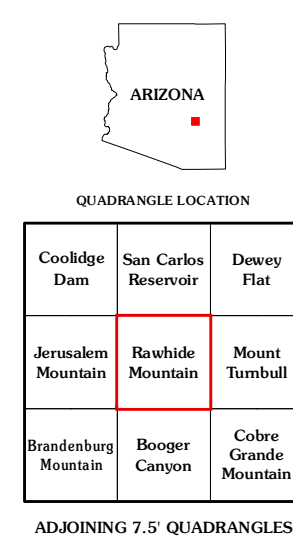 ARIZONA
QUADRANGLE LOCATION
Coolidge
Dam
San Carlos
Reservoir
Dewey
Flat
Jerusalem
Mountain
Rawhide
Mountain
Mount
Turnbull
Brandenburg
Mountain
Booger
Canyon
Cobre
Grande
Mountain
ADJOINING 7.5' QUADRANGLES